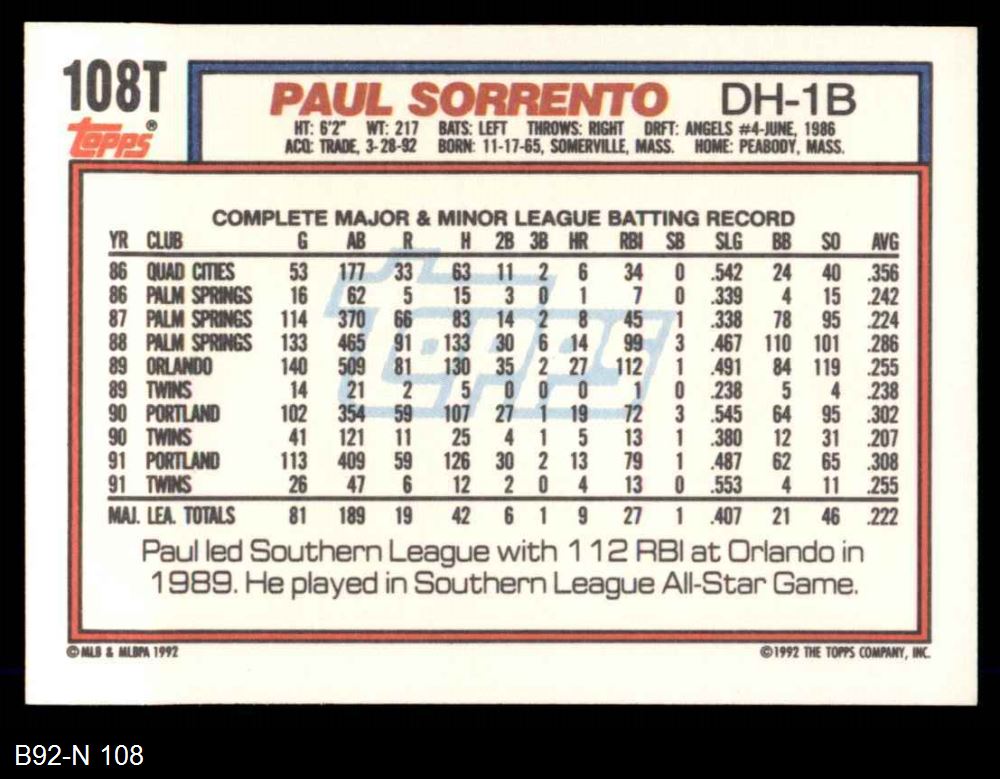 108T
topps®
PAUL SORRENTO DH-1B
HT: 6'2" WT: 217 BATS: LEFT THROWS: RIGHT DRFT: ANGELS #4-JUNE, 1986
ACQ: TRADE, 3-28-92 BORN: 11-17-65, SOMERVILLE, MASS. HOME: PEABODY, MASS.
COMPLETE MAJOR & MINOR LEAGUE BATTING RECORD
YR CLUB G AB R H 2B 3B HR RBI SB SLG BB SO AVG
86 QUAD CITIES 53 177 33 63 11 2 6 34 0 .542 24 40 .356
86 PALM SPRINGS 16 62 5 15 3 0 1 7 0 .339 4 15 .242
87 PALM SPRINGS 114 370 66 83 14 2 8 45 1 .338 78 95 .224
88 PALM SPRINGS 133 465 91 133 30 6 14 99 3 .467 110 101 .286
89 ORLANDO 140 509 81 130 35 2 27 112 1 .491 84 119 .255
89 TWINS 14 21 2 5 0 0 0 1 0 .238 5 4 .238
90 PORTLAND 102 354 59 107 27 1 19 72 3 .545 64 95 .302
90 TWINS 41 121 11 25 4 1 5 13 1 .380 12 31 .207
91 PORTLAND 113 409 59 126 30 2 13 79 1 .487 62 65 .308
91 TWINS 26 47 6 12 2 0 4 13 0 .553 4 11 .255
MAJ. LEA. TOTALS 81 189 19 42 6 1 9 27 1 .407 21 46 .222
topps
Paul led Southern League with 112 RBI at Orlando in
1989. He played in Southern League All-Star Game.
© MLB & MLBPA 1992 ©1992 THE TOPPS COMPANY, INC.
B92-N 108